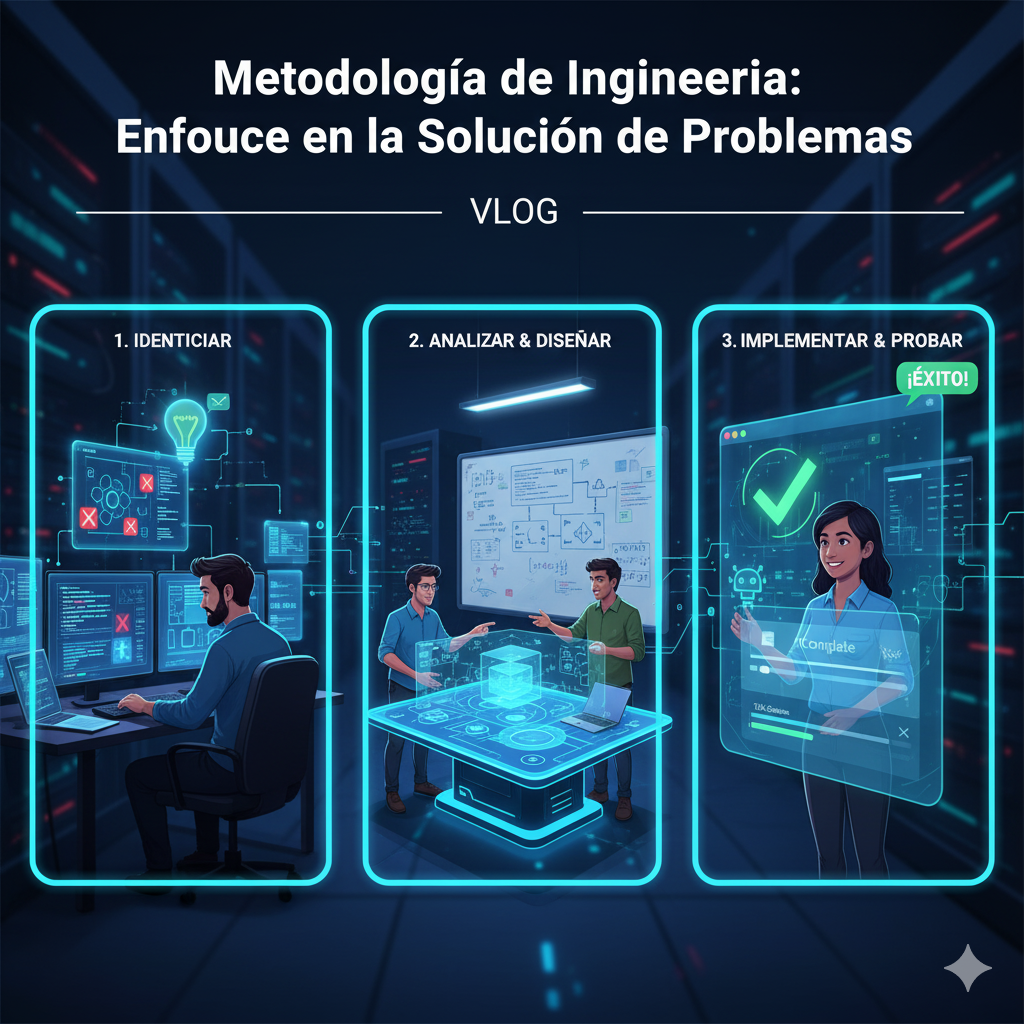 Metodología de Ingineeria:
Enfouce en la Solución de Problemas
VLOG
1. IDENTICIAR
2. ANALIZAR & DISEÑAR
3. IMPLEMENTAR & PROBAR
¡ÉXITO!